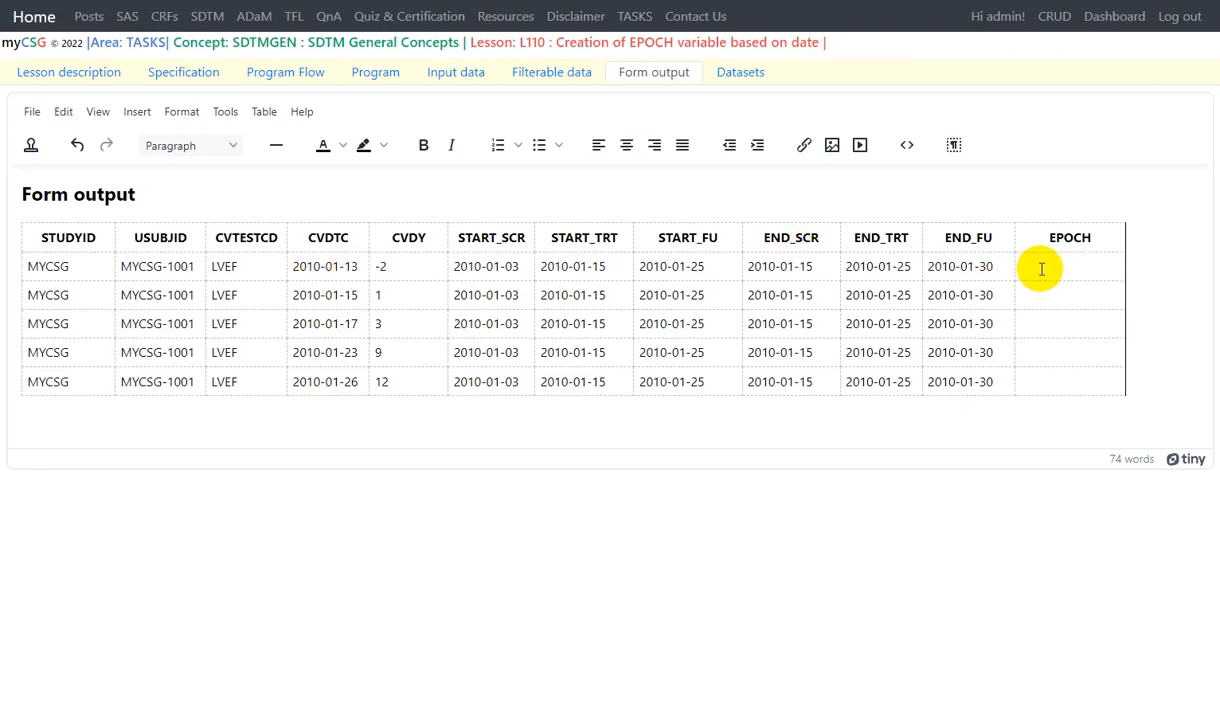 Home Posts SAS CRFs SDTM ADaM TFL QnA Quiz & Certification Resources Disclaimer TASKS Contact Us Hi admin! CRUD Dashboard Log out
myCSG © 2022 |Area: TASKS| Concept: SDTMGEN : SDTM General Concepts | Lesson: L110 : Creation of EPOCH variable based on date |
Lesson description Specification Program Flow Program Input data Filterable data Form output Datasets
File Edit View Insert Format Tools Table Help
Paragraph A B I
Form output
STUDYID USUBJID CVTESTCD CVDTC CVDY START_SCR START_TRT START_FU END_SCR END_TRT END_FU EPOCH
MYCSG MYCSG-1001 LVEF 2010-01-13 -2 2010-01-03 2010-01-15 2010-01-25 2010-01-15 2010-01-25 2010-01-30
MYCSG MYCSG-1001 LVEF 2010-01-15 1 2010-01-03 2010-01-15 2010-01-25 2010-01-15 2010-01-25 2010-01-30
MYCSG MYCSG-1001 LVEF 2010-01-17 3 2010-01-03 2010-01-15 2010-01-25 2010-01-15 2010-01-25 2010-01-30
MYCSG MYCSG-1001 LVEF 2010-01-23 9 2010-01-03 2010-01-15 2010-01-25 2010-01-15 2010-01-25 2010-01-30
MYCSG MYCSG-1001 LVEF 2010-01-26 12 2010-01-03 2010-01-15 2010-01-25 2010-01-15 2010-01-25 2010-01-30
74 words tiny